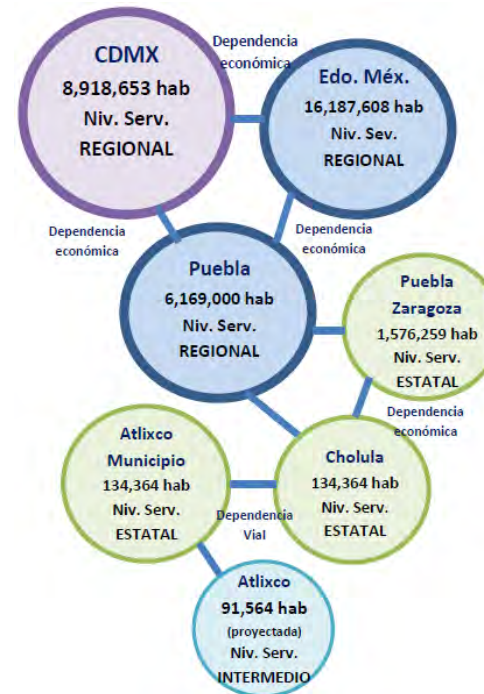 CDMX
8,918,653 hab
Niv. Serv.
REGIONAL
Dependencia
económica
Edo. Méx.
16,187,608 hab
Niv. Sev.
REGIONAL
Dependencia
económica
Dependencia
económica
Puebla
6,169,000 hab
Niv. Serv.
REGIONAL
Puebla
Zaragoza
1,576,259 hab
Niv. Serv.
ESTATAL
Dependencia
económica
Atlixco
Municipio
134,364 hab
Niv. Serv.
ESTATAL
Dependencia
Vial
Cholula
134,364 hab
Niv. Serv.
ESTATAL
Atlixco
91,564 hab
(proyectada)
Niv. Serv.
INTERMEDIO